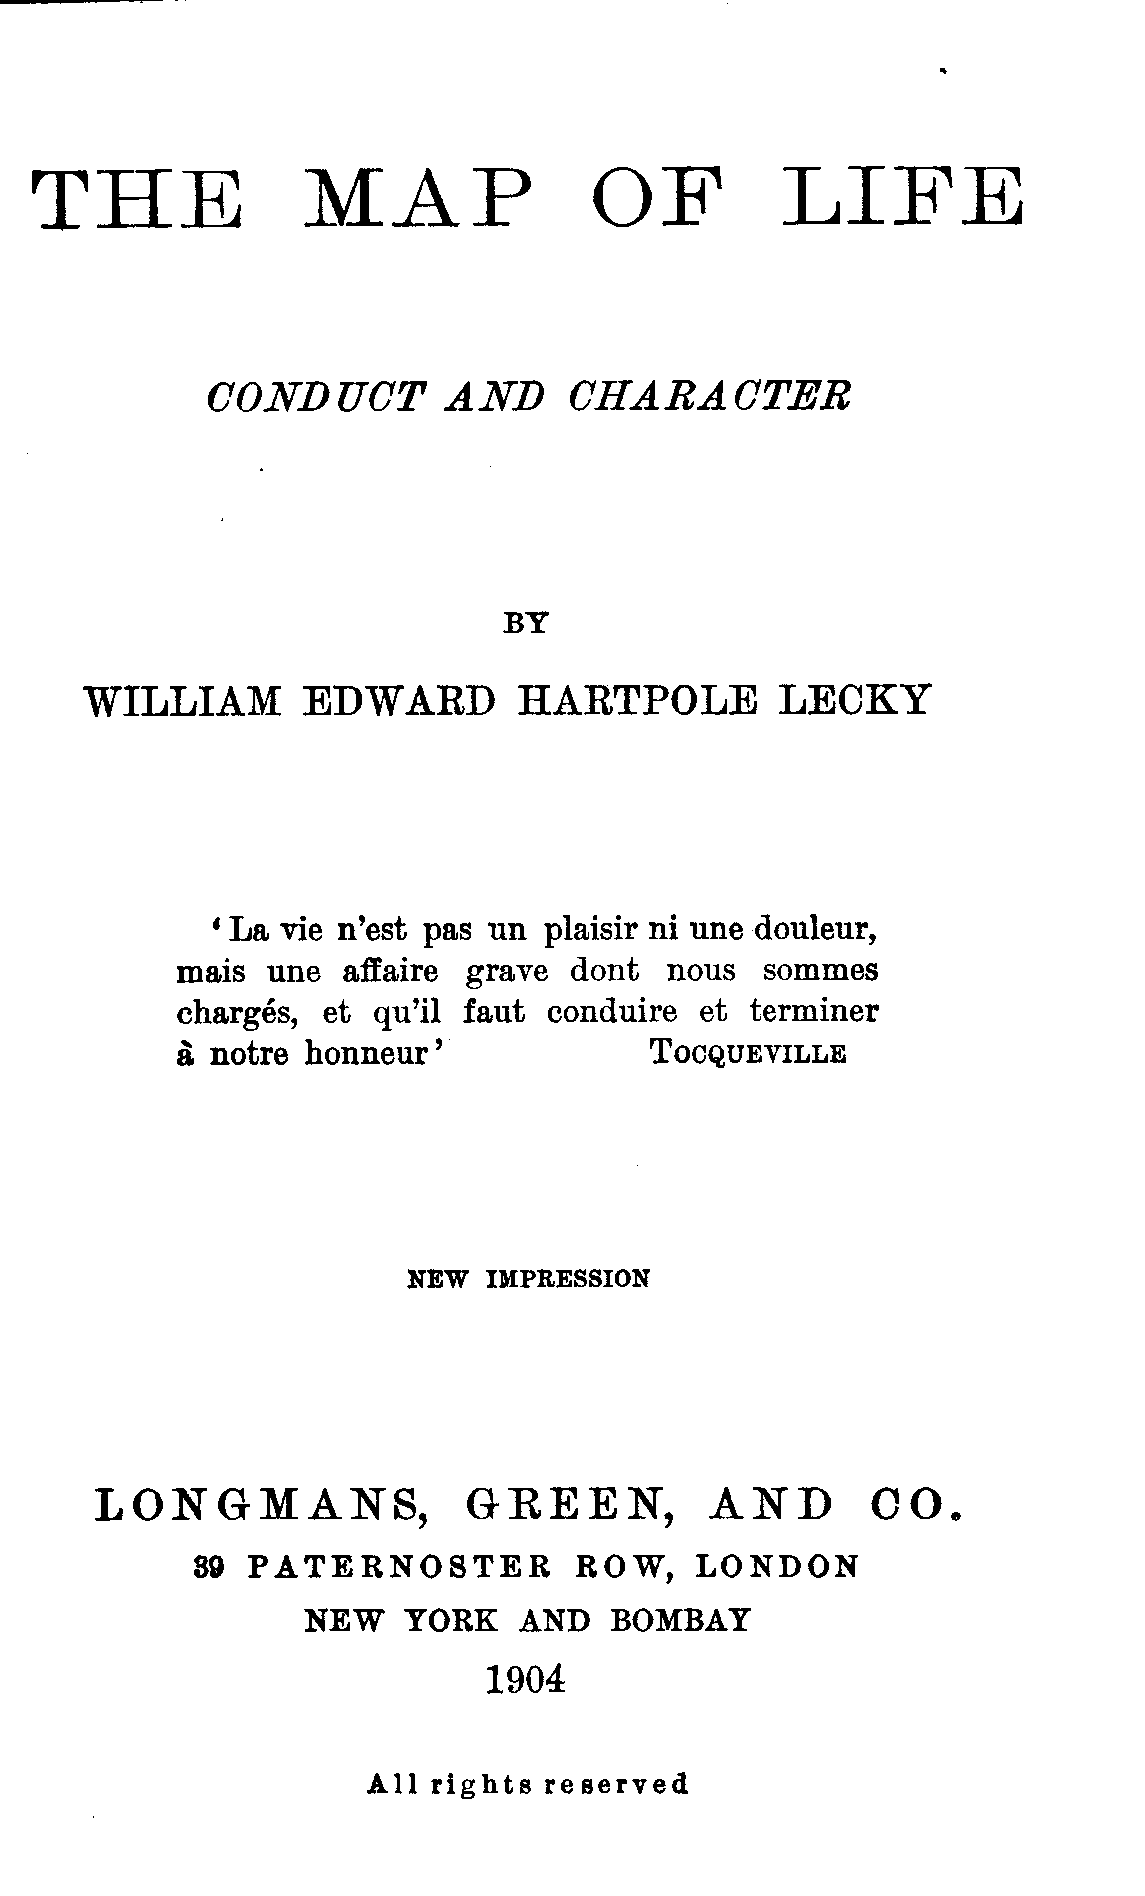 THE MAP OF LIFE
CONDUCT AND CHARACTER
BY
WILLIAM EDWARD HARTPOLE LECKY
‘La vie n’est pas un plaisir ni une douleur,
mais une affaire grave dont nous sommes
chargés, et qu’il faut conduire et terminer
à notre honneur’ TOCQUEVILLE
NEW IMPRESSION
LONGMANS, GREEN, AND CO.
39 PATERNOSTER ROW, LONDON
NEW YORK AND BOMBAY
1904
All rights reserved